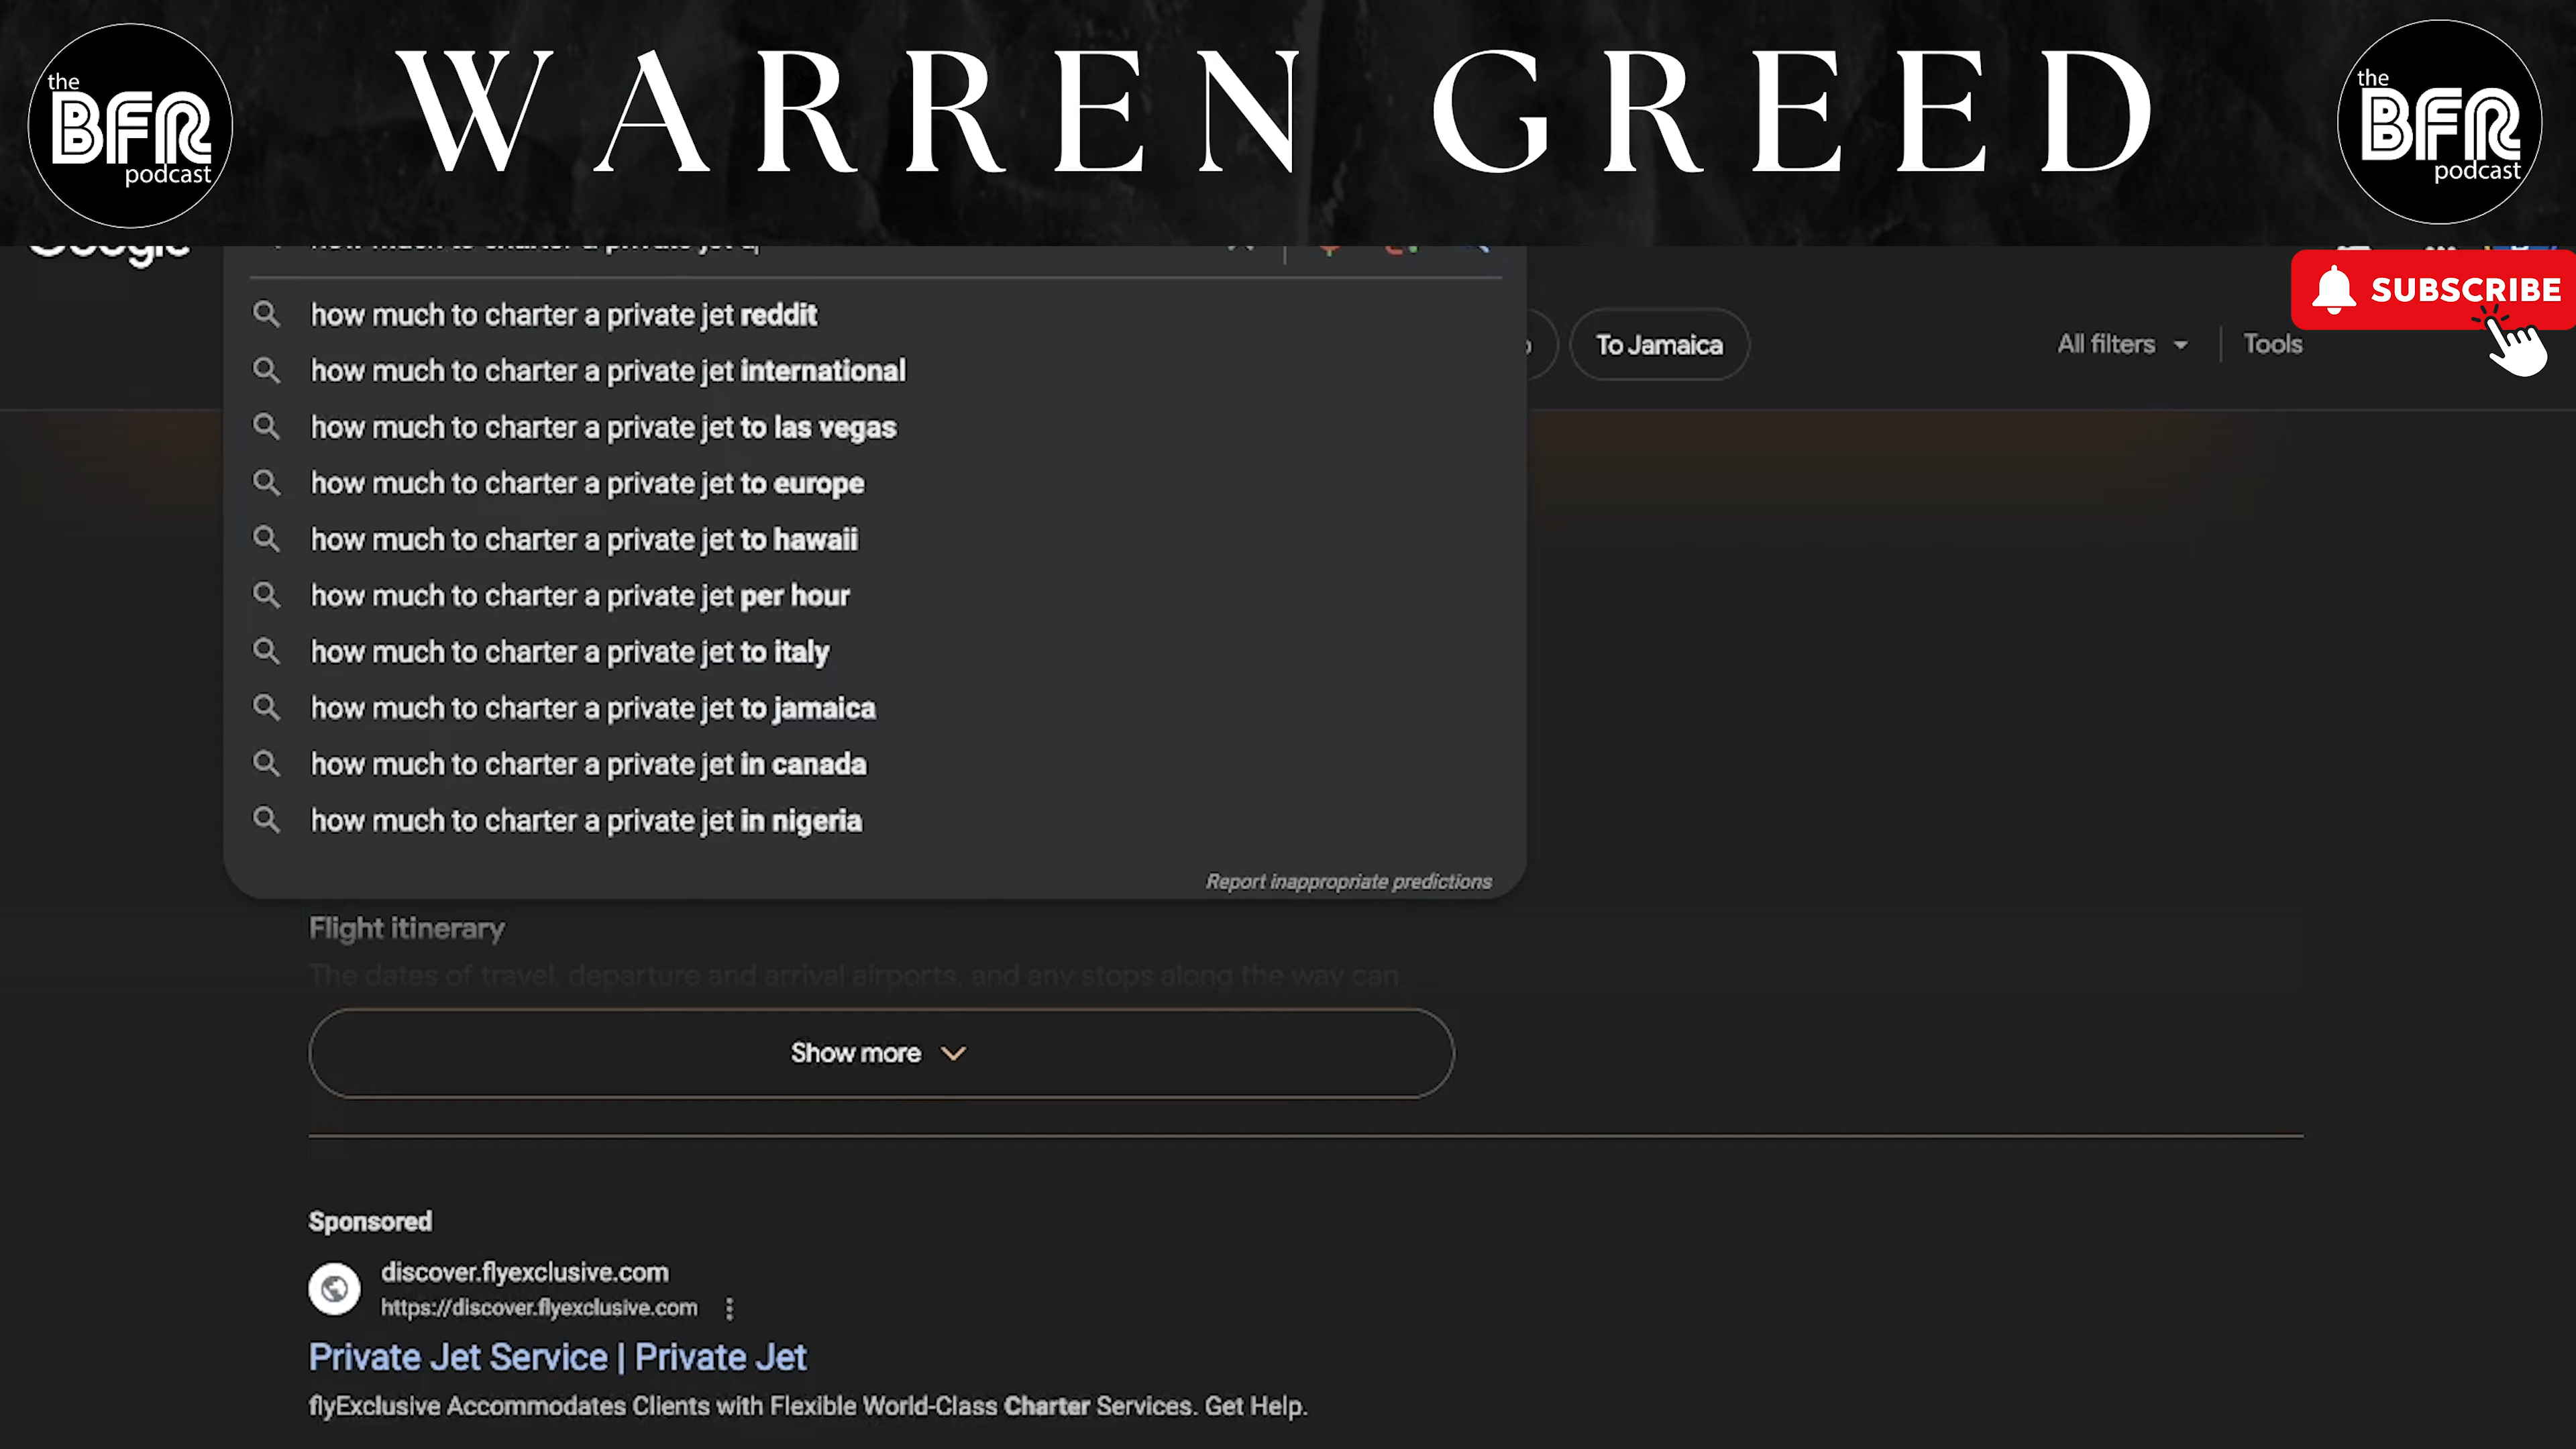 the
BFR
podcast
WARREN GREED
the
BFR
podcast
Google
how much to charter a private jet
SUBSCRIBE
how much to charter a private jet reddit
To Jamaica
All filters
Tools
how much to charter a private jet international
how much to charter a private jet to las vegas
how much to charter a private jet to europe
how much to charter a private jet to hawaii
how much to charter a private jet per hour
how much to charter a private jet to italy
how much to charter a private jet to jamaica
how much to charter a private jet in canada
how much to charter a private jet in nigeria
Report inappropriate predictions
Flight itinerary
The dates of travel, departure and arrival airports, and any stops along the way can
Show more
Sponsored
discover.flyexclusive.com
https://discover.flyexclusive.com
Private Jet Service | Private Jet
flyExclusive Accommodates Clients with Flexible World-Class Charter Services. Get Help.